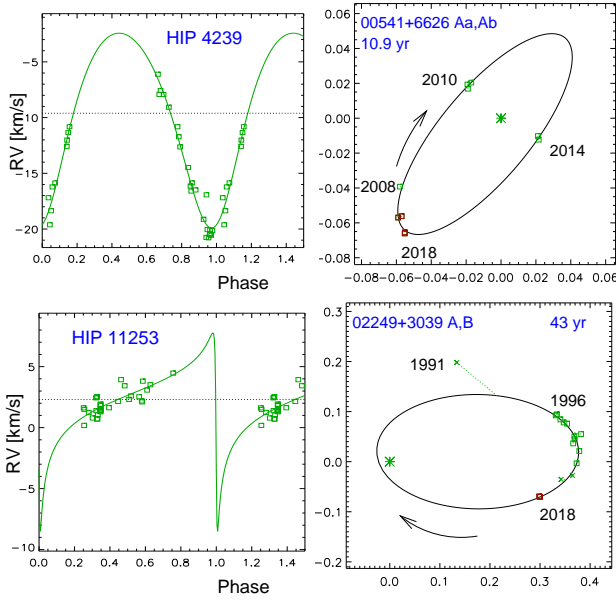 HIP 4239
RV [km/s]
−5
−10
−15
−20
0.0 0.2 0.4 0.6 0.8 1.0 1.2 1.4
Phase
00541+6626 Aa,Ab
10.9 yr
0.04
0.02
0.00
−0.02
−0.04
−0.06
−0.08
2010
2014
2008
2018
−0.08 −0.06 −0.04 −0.02 0.00 0.02 0.04 0.06
HIP 11253
RV [km/s]
5
0
−5
−10
0.0 0.2 0.4 0.6 0.8 1.0 1.2 1.4
Phase
02249+3039 A,B
43 yr
0.2
0.1
0.0
−0.1
−0.2
1991
1996
2018
0.0 0.1 0.2 0.3 0.4